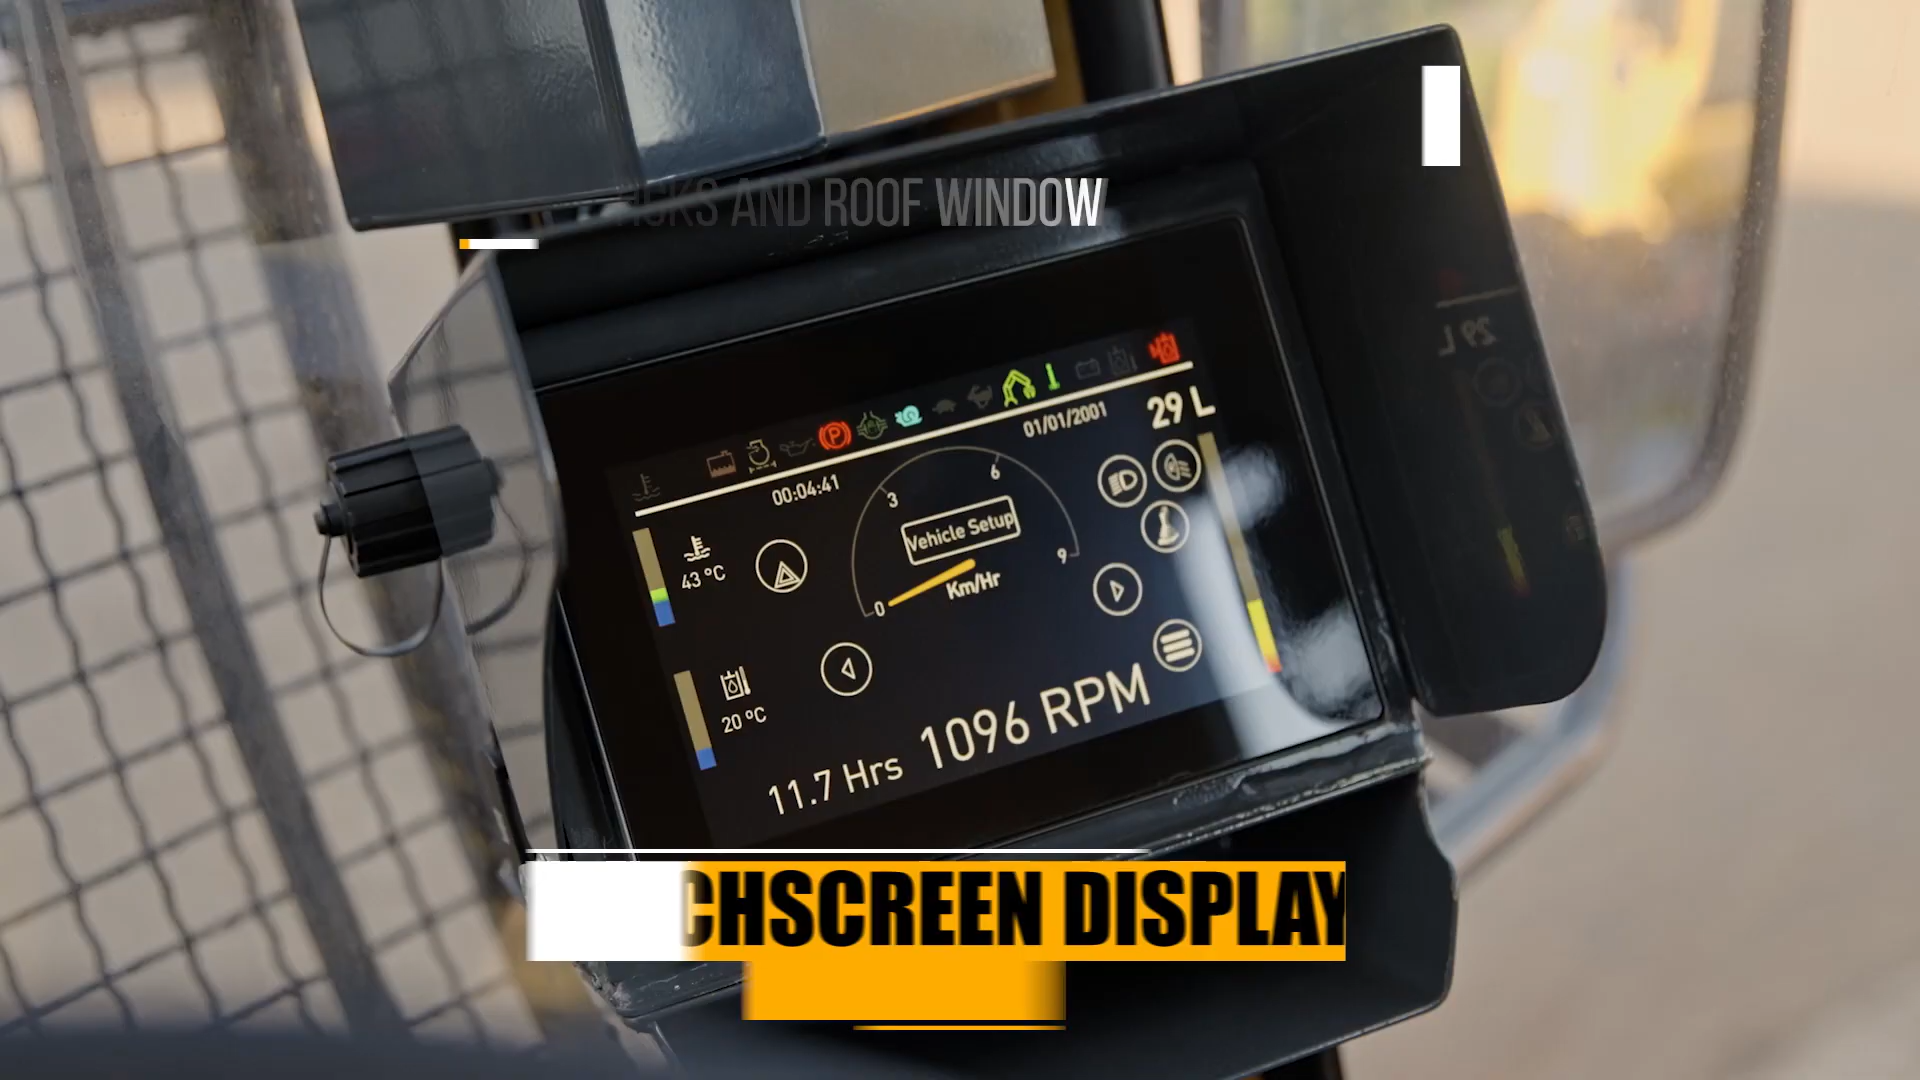 AND ROOF WINDOW
29 L
01/01/2001
00:04:41
3
6
9
0
Vehicle Setup
Km/Hr
43 °C
20 °C
11.7 Hrs
1096 RPM
29 L
CHSCREEN DISPLAY